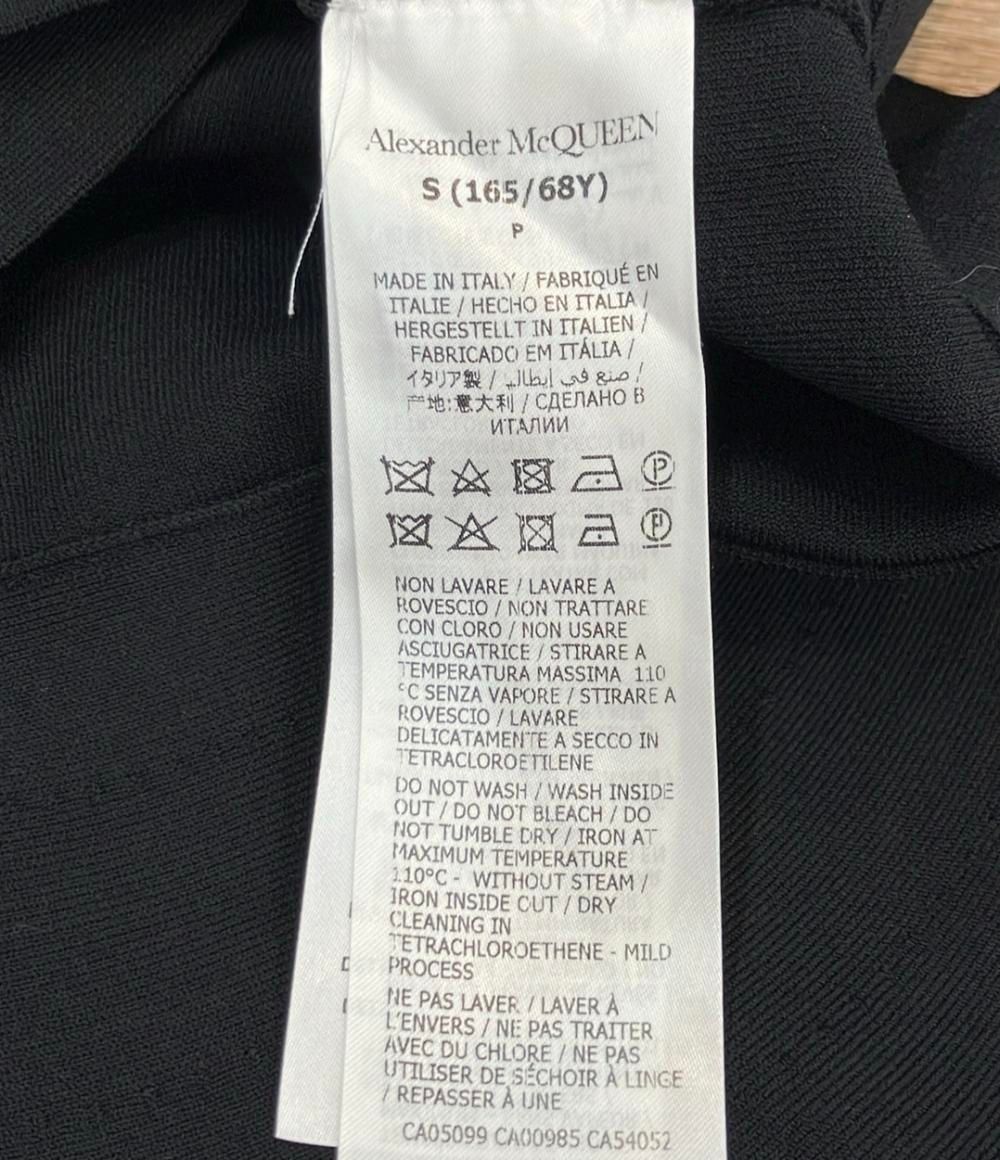 Alexander McQUEEN
S (165/68Y)
P
MADE IN ITALY / FABRIQUÉ EN
ITALIE / HECHO EN ITALIA /
HERGESTELLT IN ITALIEN /
FABRICADO EM ITÁLIA /
イタリア製 / صنع في إيطاليا /
产地:意大利 / СДЕЛАНО В
ИТАЛИИ
P
P
NON LAVARE / LAVARE A
ROVESCIO / NON TRATTARE
CON CLORO / NON USARE
ASCIUGATRICE / STIRARE A
TEMPERATURA MASSIMA 110
°C SENZA VAPORE / STIRARE A
ROVESCIO / LAVARE
DELICATAMENTE A SECCO IN
TETRACLOROETILENE
DO NOT WASH / WASH INSIDE
OUT / DO NOT BLEACH / DO
NOT TUMBLE DRY / IRON AT
MAXIMUM TEMPERATURE
110°C - WITHOUT STEAM /
IRON INSIDE OUT / DRY
CLEANING IN
TETRACHLOROETHENE - MILD
PROCESS
NE PAS LAVER / LAVER À
L'ENVERS / NE PAS TRAITER
AVEC DU CHLORE / NE PAS
UTILISER DE SÉCHOIR À LINGE
/ REPASSER À UNE
CA05099 CA00985 CA54052